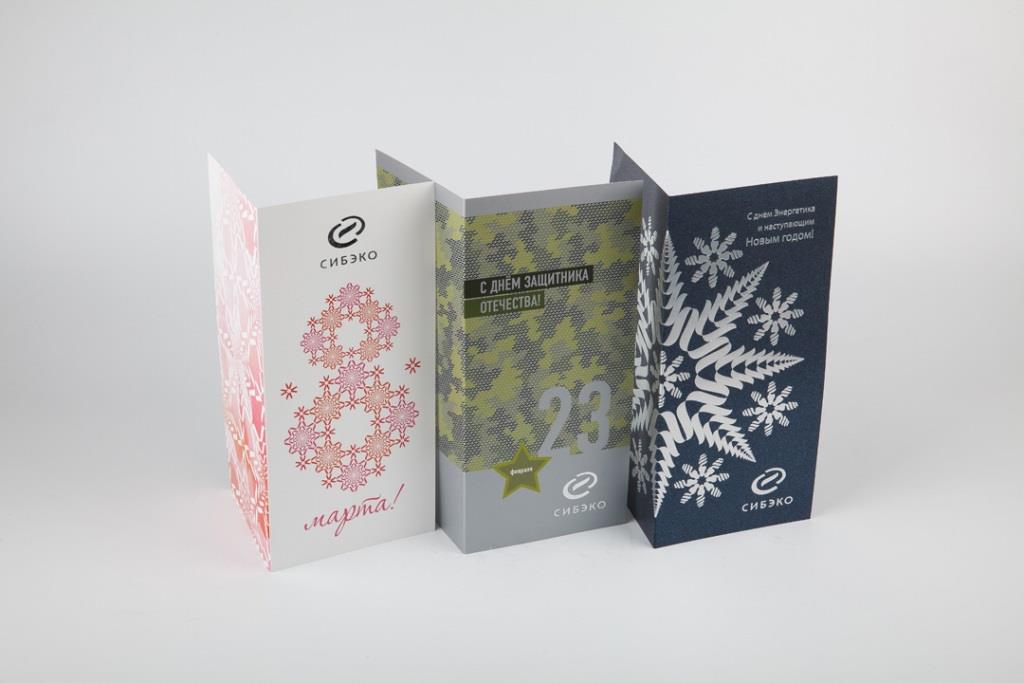 СИБЭКО
8
марта!
С ДНЁМ ЗАЩИТНИКА
ОТЕЧЕСТВА!
23
февраля
СИБЭКО
С днем Энергетика
и наступающим
Новым годом!
СИБЭКО